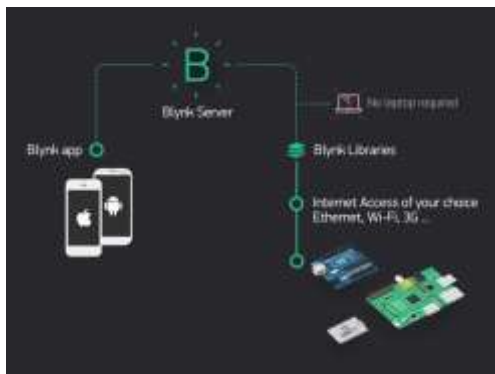 B
Blynk Server
No laptop required
Blynk app
Blynk Libraries
Internet Access of your choice
Ethernet, Wi-Fi, 3G ...